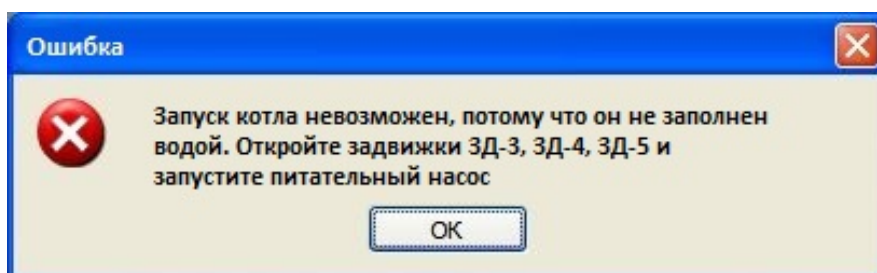 Ошибка
Запуск котла невозможен, потому что он не заполнен
водой. Откройте задвижки ЗД-3, ЗД-4, ЗД-5 и
запустите питательный насос
ОК